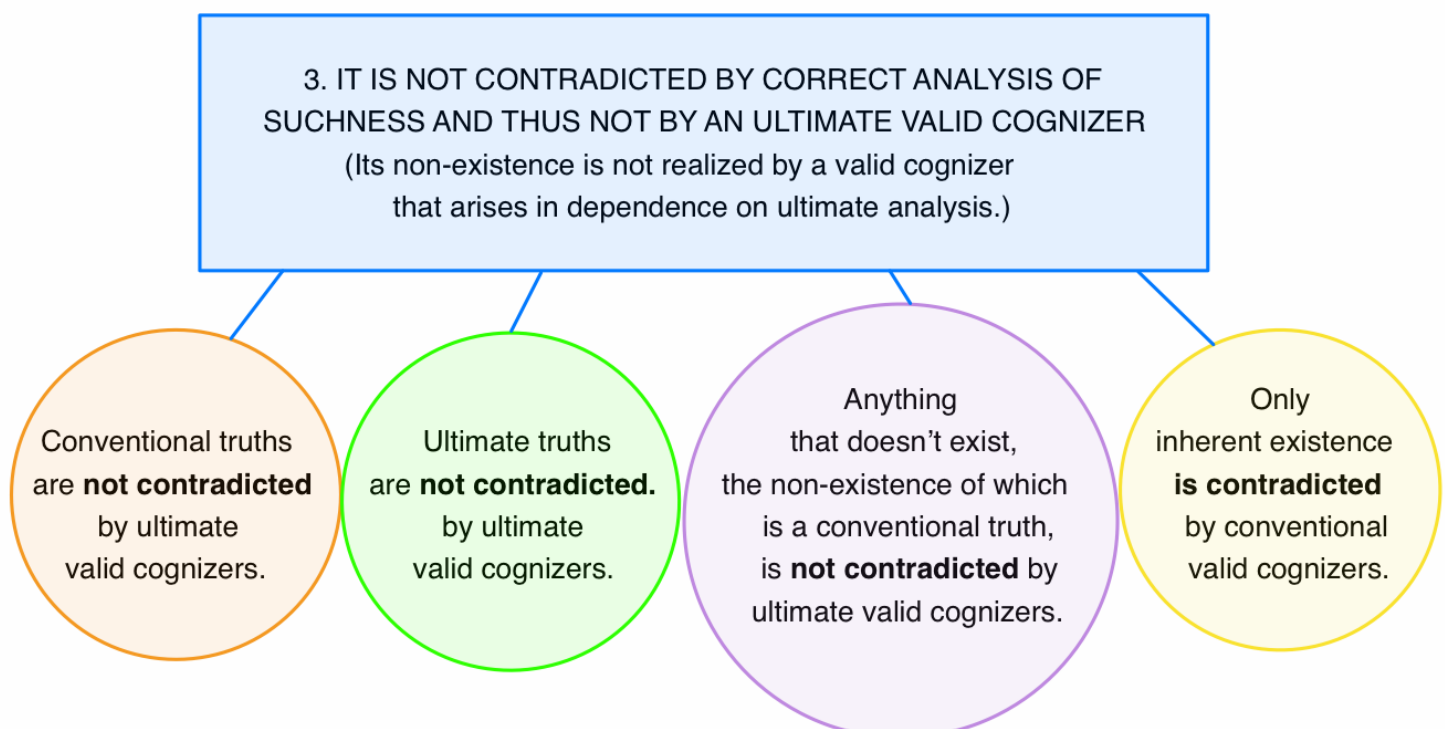 3. IT IS NOT CONTRADICTED BY CORRECT ANALYSIS OF
SUCHNESS AND THUS NOT BY AN ULTIMATE VALID COGNIZER
(Its non-existence is not realized by a valid cognizer
that arises in dependence on ultimate analysis.)
Conventional truths
are not contradicted
by ultimate
valid cognizers.
Ultimate truths
are not contradicted.
by ultimate
valid cognizers.
Anything
that doesn’t exist,
the non-existence of which
is a conventional truth,
is not contradicted by
ultimate valid cognizers.
Only
inherent existence
is contradicted
by conventional
valid cognizers.